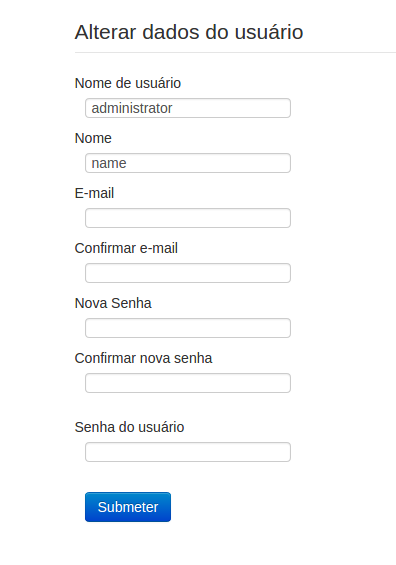 Alterar dados do usuário
Nome de usuário
administrator
Nome
name
E-mail
Confirmar e-mail
Nova Senha
Confirmar nova senha
Senha do usuário
Submeter